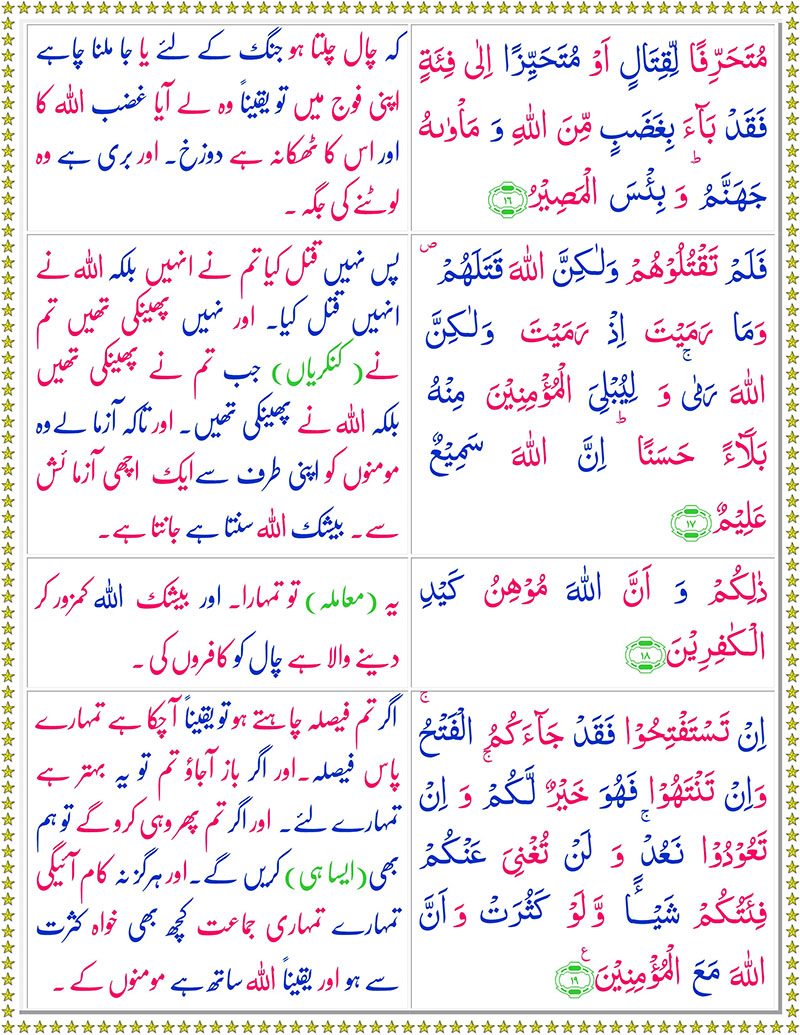 مُتَحَرِّفًا لِّقِتَالٍ اَوْ مُتَحَيِّزًا اِلٰى فِئَةٍ
فَقَدْ بَآءَ بِغَضَبٍ مِّنَ اللّٰهِ وَ مَاْوٰىهُ
جَهَنَّمُ ؕ وَ بِئْسَ الْمَصِيْرُ ﴿۱۶﴾
کہ چال چلتا ہو جنگ کے لئے یا جا ملنا چاہے
اپنی فوج میں تو یقیناً وہ لے آیا غضب اللہ کا
اور اس کا ٹھکانہ ہے دوزخ۔ اور بری ہے وہ
لوٹنے کی جگہ ۔
فَلَمْ تَقْتُلُوْهُمْ وَلٰكِنَّ اللّٰهَ قَتَلَهُمْ ۪
وَمَا رَمَيْتَ اِذْ رَمَيْتَ وَلٰكِنَّ
اللّٰهَ رَمٰى ۚ وَ لِيُبْلِىَ الْمُؤْمِنِيْنَ مِنْهُ
بَلَآءً حَسَنًا ؕ اِنَّ اللّٰهَ سَمِيْعٌ
عَلِيْمٌ ﴿۱۷﴾
پس نہیں قتل کیا تم نے انہیں بلکہ اللہ نے
انہیں قتل کیا۔ اور نہیں پھینکی تھیں تم
نے (کنکریاں) جب تم نے پھینکی تھیں
بلکہ اللہ نے پھینکی تھیں۔ اور تاکہ آزما لے وہ
مومنوں کو اپنی طرف سے ایک اچھی آزمائش
سے۔ بیشک اللہ سنتا ہے جانتا ہے۔
ذٰلِكُمْ وَ اَنَّ اللّٰهَ مُوْهِنُ كَيْدِ
الْكٰفِرِيْنَ ﴿۱۸﴾
یہ (معاملہ) تو تمہارا۔ اور بیشک اللہ کمزور کر
دینے والا ہے چال کو کافروں کی ۔
اِنْ تَسْتَفْتِحُوْا فَقَدْ جَآءَكُمُ الْفَتْحُ ۚ
وَاِنْ تَنْتَهُوْا فَهُوَ خَيْرٌ لَّكُمْ ۚ وَ اِنْ
تَعُوْدُوْا نَعُدْ ۚ وَ لَنْ تُغْنِىَ عَنْكُمْ
فِئَتُكُمْ شَيْـًٔـا وَّ لَوْ كَثُرَتْ وَ اَنَّ
اللّٰهَ مَعَ الْمُؤْمِنِيْنَ ﴿۱۹﴾ ع
اگر تم فیصلہ چاہتے ہو تو یقیناً آ چکا ہے تمہارے
پاس فیصلہ۔ اور اگر باز آجاؤ تم تو یہ بہتر ہے
تمہارے لئے۔ اور اگر تم پھر وہی کرو گے تو ہم
بھی (ایسا ہی) کریں گے۔ اور ہرگز نہ کام آئیگی
تمہارے تمہاری جماعت کچھ بھی خواہ کثرت
سے ہو اور یقیناً اللہ ساتھ ہے مومنوں کے ۔